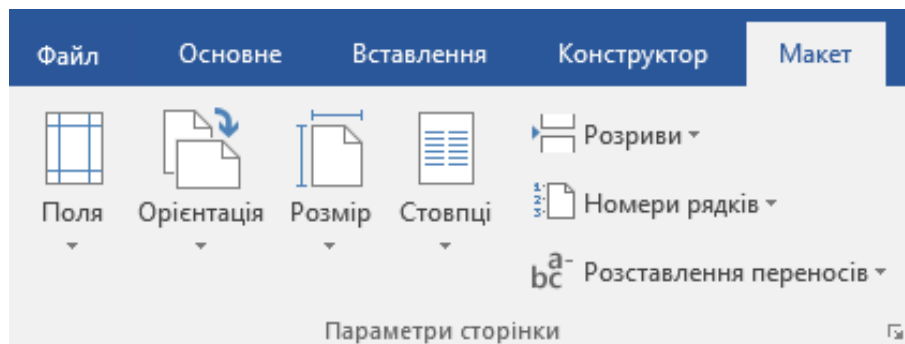 Файл Основне Вставлення Конструктор Макет
Поля Орієнтація Розмір Стовпці
Розриви
Номери рядків
Розставлення переносів
Параметри сторінки